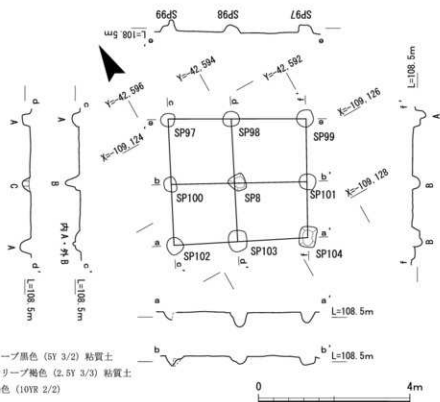 SP99
SP98
SP97
L=108.5m
e
e'
Y=-42.596
Y=-42.594
Y=-42.592
X=-109.124
X=-109.126
X=-109.128
c
d
f'
e
e'
SP97
SP98
SP99
b
b'
SP100
SP8
SP101
a
a'
SP102
SP103
SP104
c'
d'
f
d
A
C
A
d'
L=108.5m
c
A
B
内A・外B
c'
L=108.5m
L=108.5m
f'
A
B
B
f
a
a'
L=108.5m
b
b'
L=108.5m
ーブ黒色 (5Y 3/2) 粘質土
リーブ褐色 (2.5Y 3/3) 粘質土
色 (10YR 2/2)
0
4m